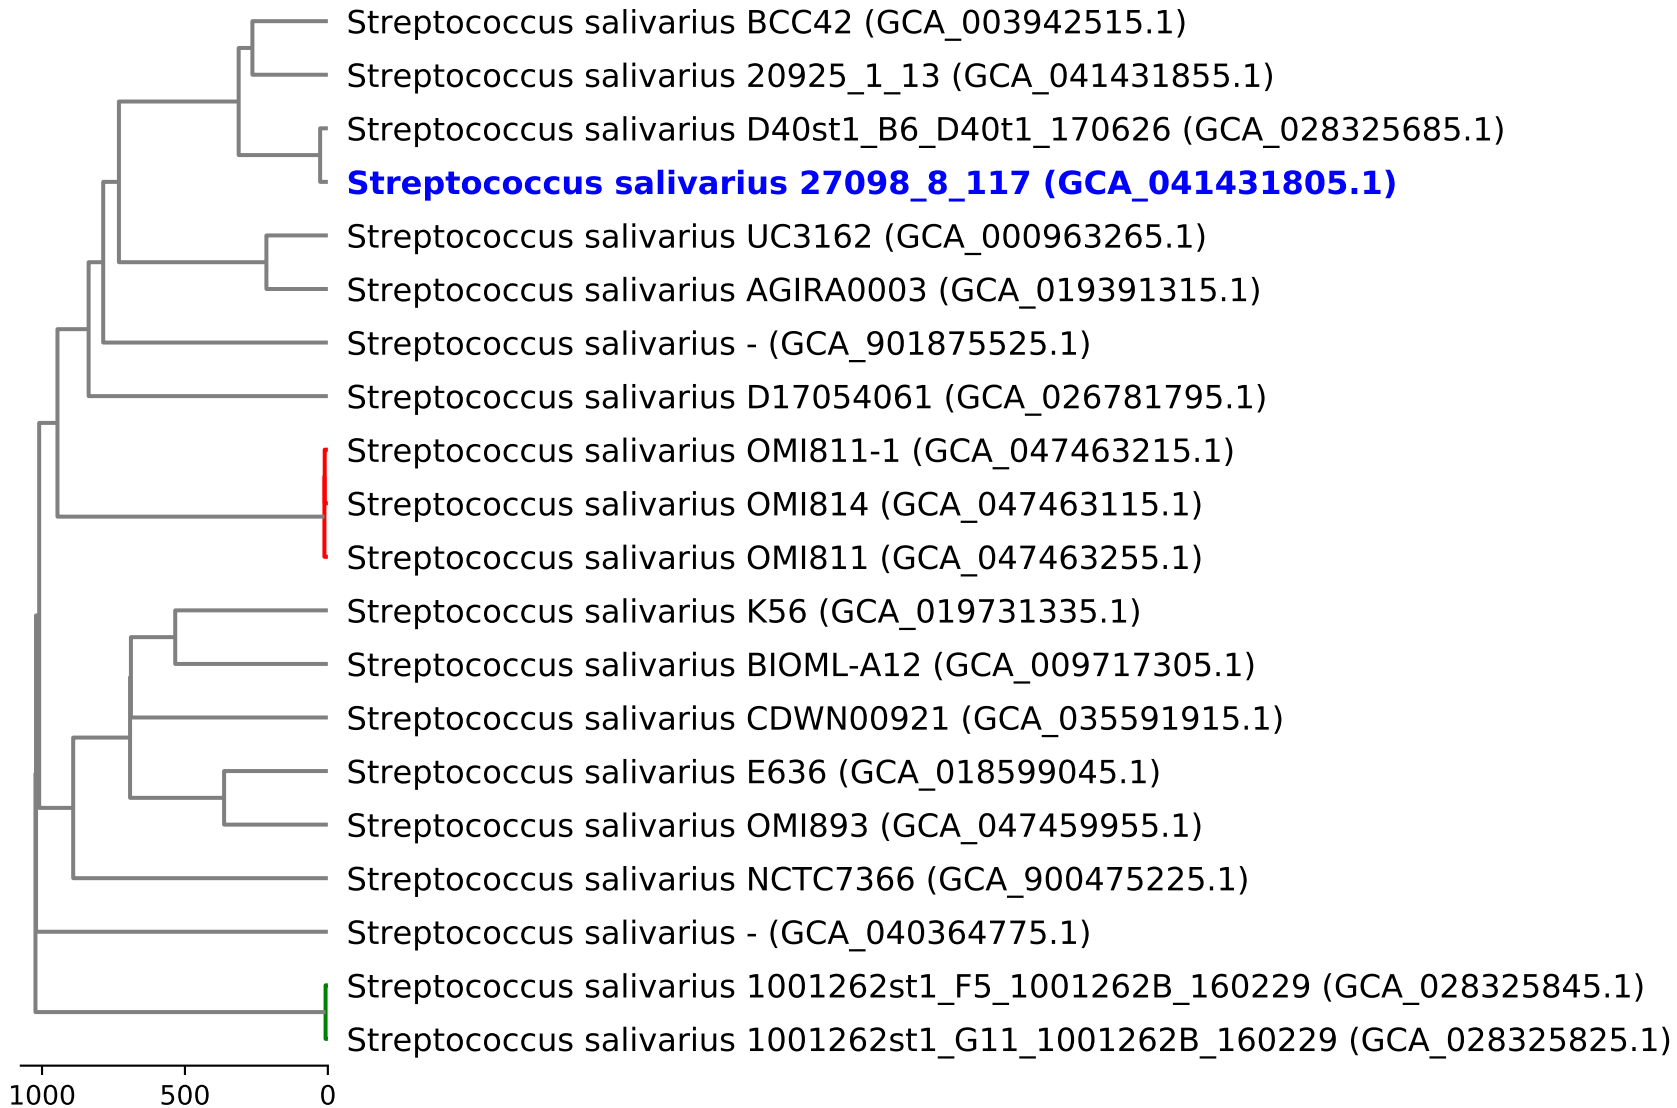 Streptococcus salivarius BCC42 (GCA_003942515.1)
Streptococcus salivarius 20925_1_13 (GCA_041431855.1)
Streptococcus salivarius D40st1_B6_D40t1_170626 (GCA_028325685.1)
Streptococcus salivarius 27098_8_117 (GCA_041431805.1)
Streptococcus salivarius UC3162 (GCA_000963265.1)
Streptococcus salivarius AGIRA0003 (GCA_019391315.1)
Streptococcus salivarius - (GCA_901875525.1)
Streptococcus salivarius D17054061 (GCA_026781795.1)
Streptococcus salivarius OMI811-1 (GCA_047463215.1)
Streptococcus salivarius OMI814 (GCA_047463115.1)
Streptococcus salivarius OMI811 (GCA_047463255.1)
Streptococcus salivarius K56 (GCA_019731335.1)
Streptococcus salivarius BIOML-A12 (GCA_009717305.1)
Streptococcus salivarius CDWN00921 (GCA_035591915.1)
Streptococcus salivarius E636 (GCA_018599045.1)
Streptococcus salivarius OMI893 (GCA_047459955.1)
Streptococcus salivarius NCTC7366 (GCA_900475225.1)
Streptococcus salivarius - (GCA_040364775.1)
Streptococcus salivarius 1001262st1_F5_1001262B_160229 (GCA_028325845.1)
Streptococcus salivarius 1001262st1_G11_1001262B_160229 (GCA_028325825.1)
1000 500 0